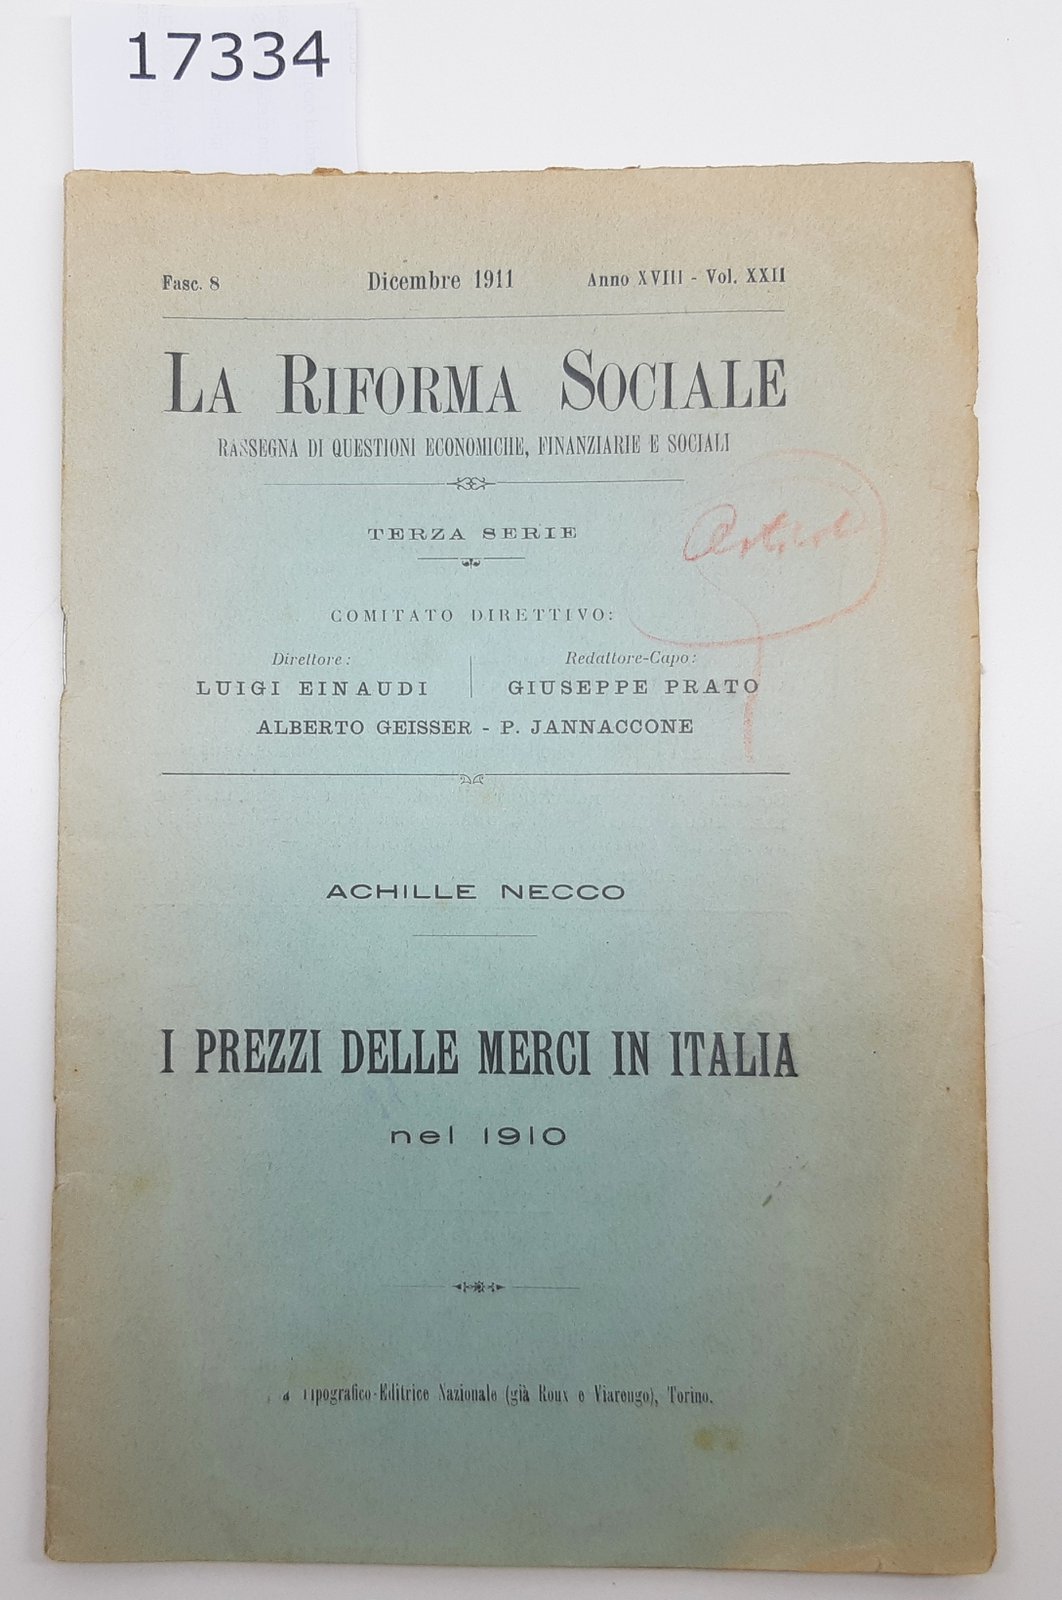 17334
Fasc. 8 Dicembre 1911 Anno XVIII - Vol. XXII
LA RIFORMA SOCIALE
RASSEGNA DI QUESTIONI ECONOMICHE, FINANZIARIE E SOCIALI
TERZA SERIE
COMITATO DIRETTIVO:
Direttore: Redattore-Capo:
LUIGI EINAUDI GIUSEPPE PRATO
ALBERTO GEISSER - P. JANNACCONE
ACHILLE NECCO
I PREZZI DELLE MERCI IN ITALIA
nel 1910
Tipografico-Editrice Nazionale (già Roux e Viarengo), Torino.